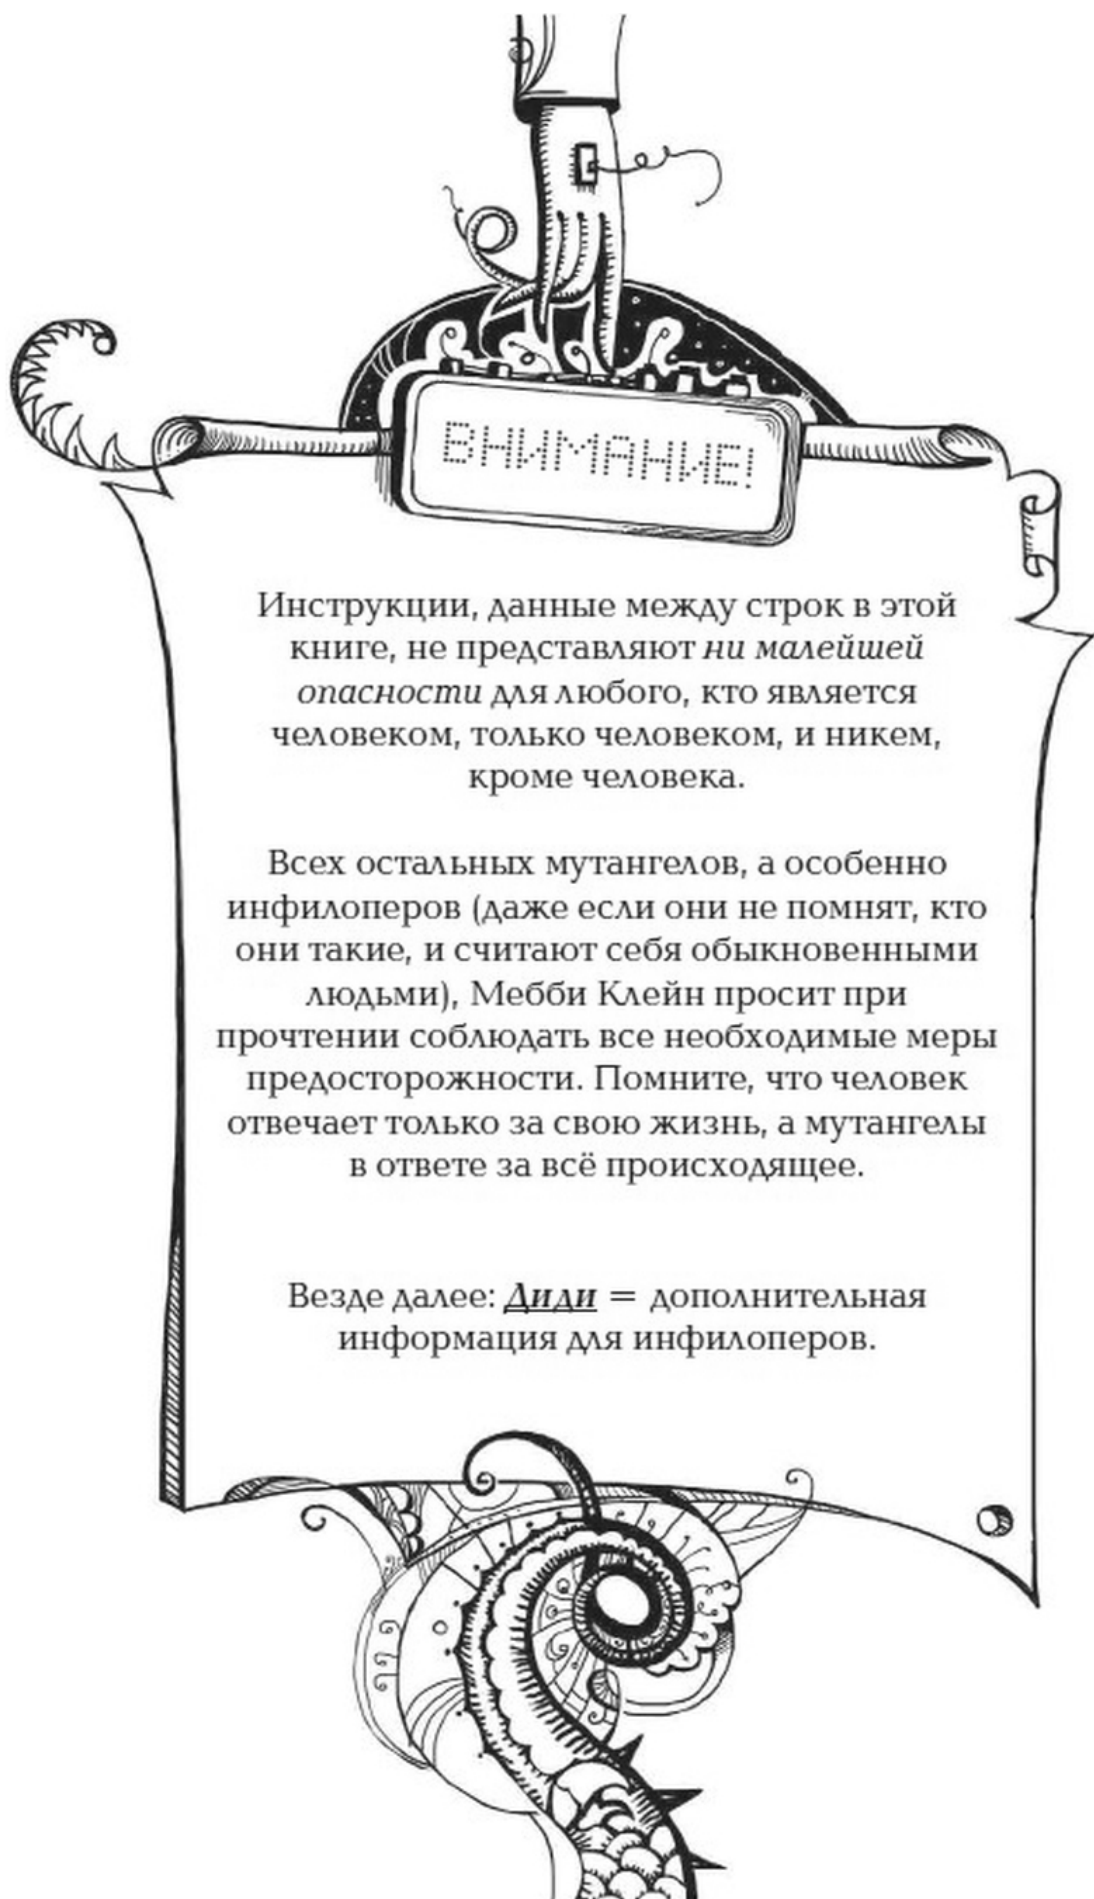 ВНИМАНИЕ!
Инструкции, данные между строк в этой
книге, не представляют ни малейшей
опасности для любого, кто является
человеком, только человеком, и никем,
кроме человека.
Всех остальных мутангелов, а особенно
инфилоперов (даже если они не помнят, кто
они такие, и считают себя обыкновенными
людьми), Мебби Клейн просит при
прочтении соблюдать все необходимые меры
предосторожности. Помните, что человек
отвечает только за свою жизнь, а мутангелы
в ответе за всё происходящее.
Везде далее: Диди = дополнительная
информация для инфилоперов.